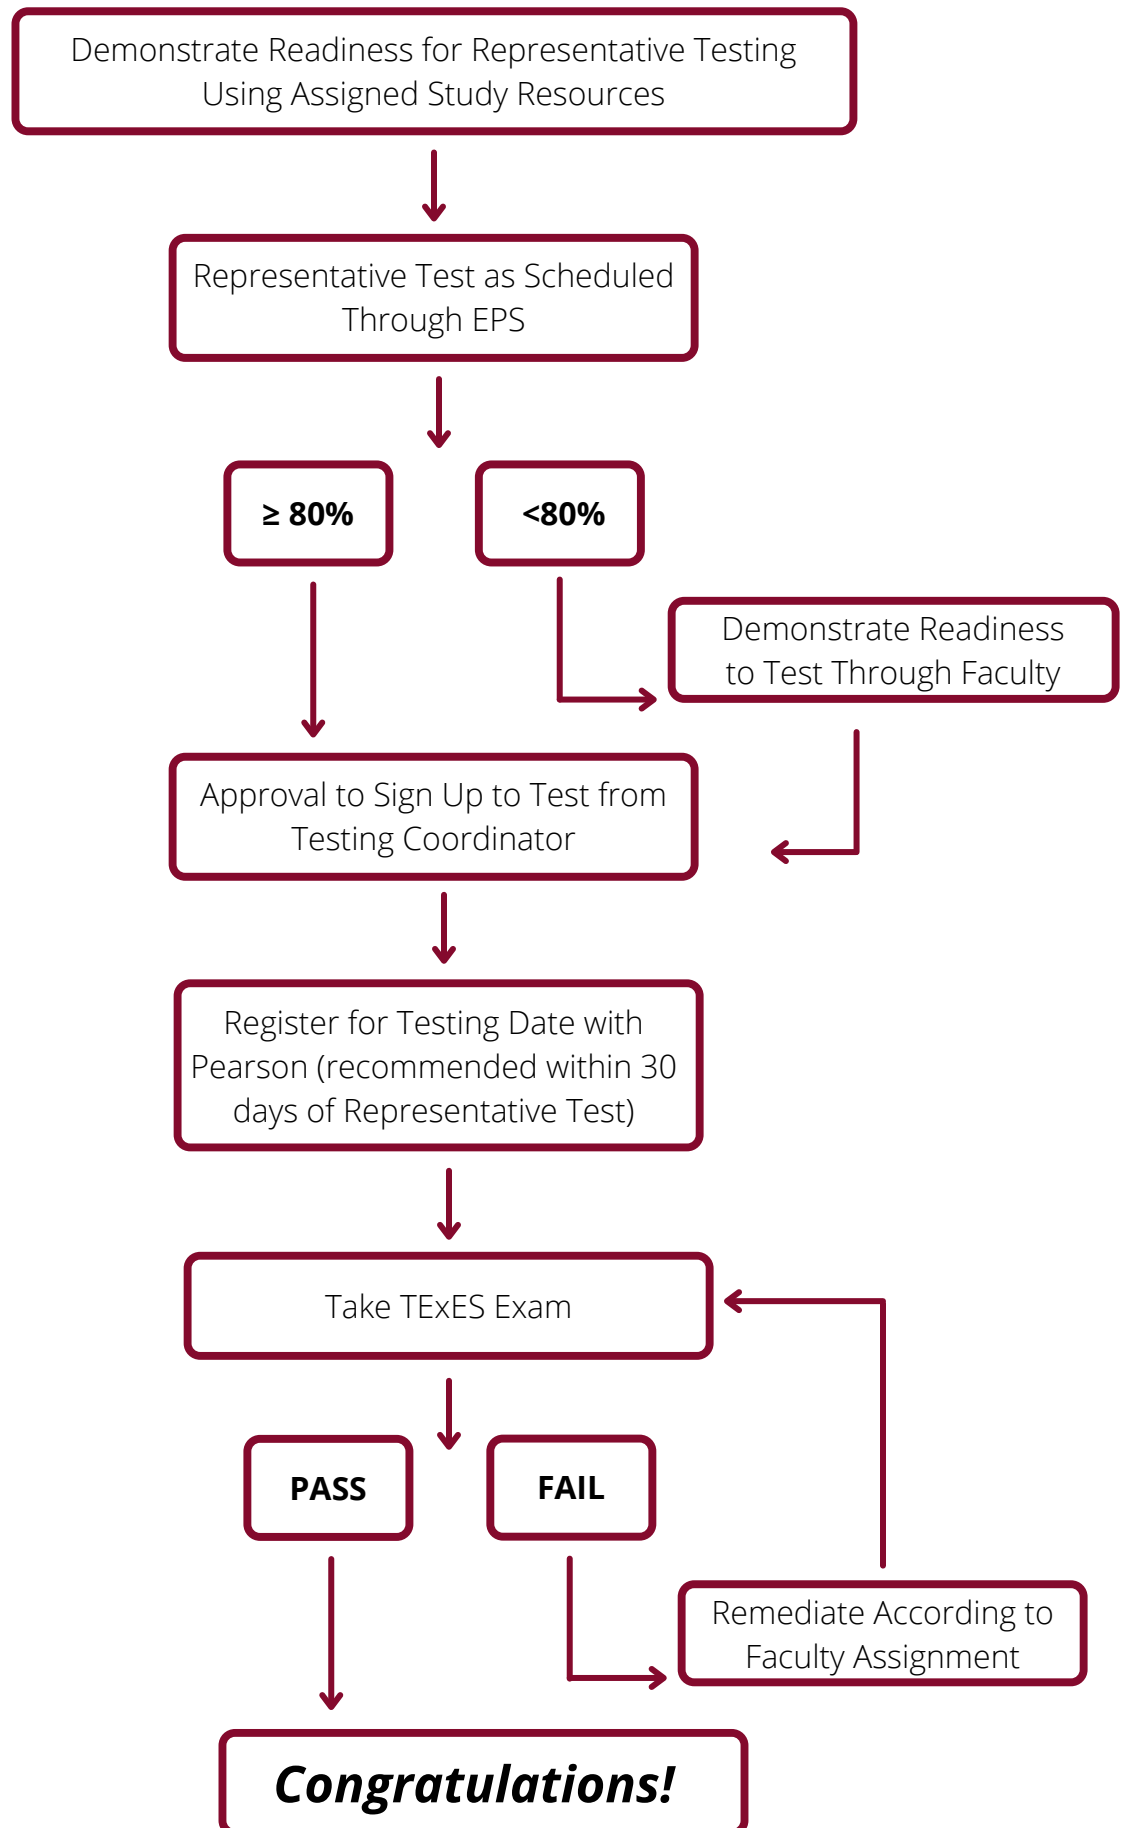 Demonstrate Readiness for Representative Testing
Using Assigned Study Resources
Representative Test as Scheduled
Through EPS
≥ 80%
<80%
Demonstrate Readiness
to Test Through Faculty
Approval to Sign Up to Test from
Testing Coordinator
Register for Testing Date with
Pearson (recommended within 30
days of Representative Test)
Take TExES Exam
PASS
FAIL
Remediate According to
Faculty Assignment
Congratulations!